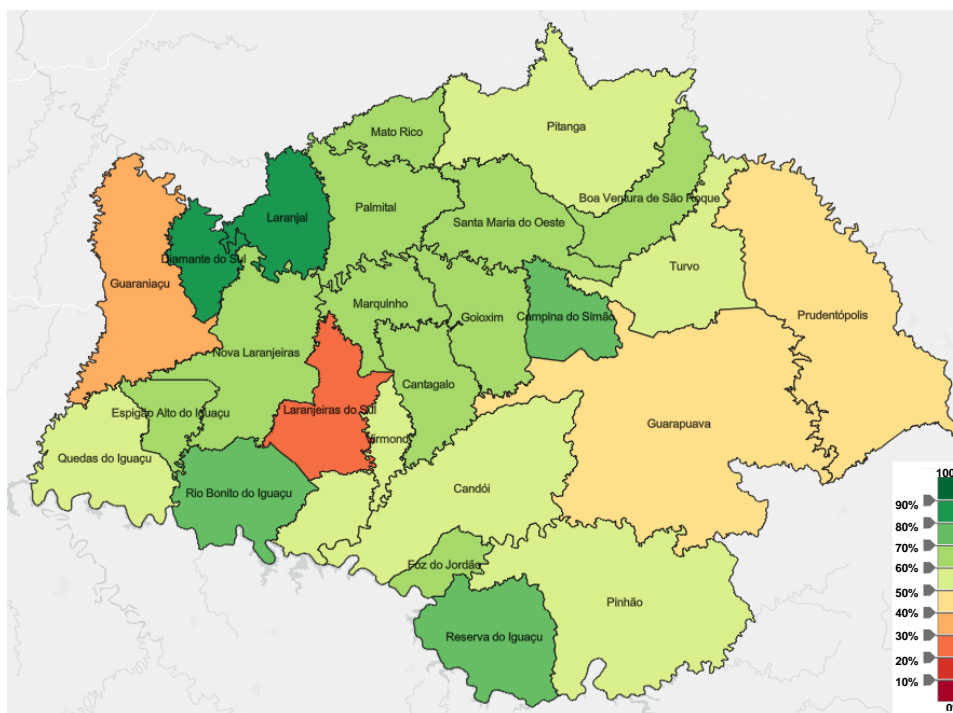 Pitanga
Mato Rico
Boa Ventura de São Roque
Palmital
Laranjal
Santa Maria do Oeste
Diamante do Sul
Turvo
Guaraniaçu
Marquinho
Goioxim
Campina do Simão
Prudentópolis
Nova Laranjeiras
Cantagalo
Laranjeiras do Sul
Espigão Alto do Iguaçu
Guarapuava
Virmond
Quedas do Iguaçu
Candói
Rio Bonito do Iguaçu
Foz do Jordão
Pinhão
Reserva do Iguaçu
100
90%
80%
70%
60%
50%
40%
30%
20%
10%
0%